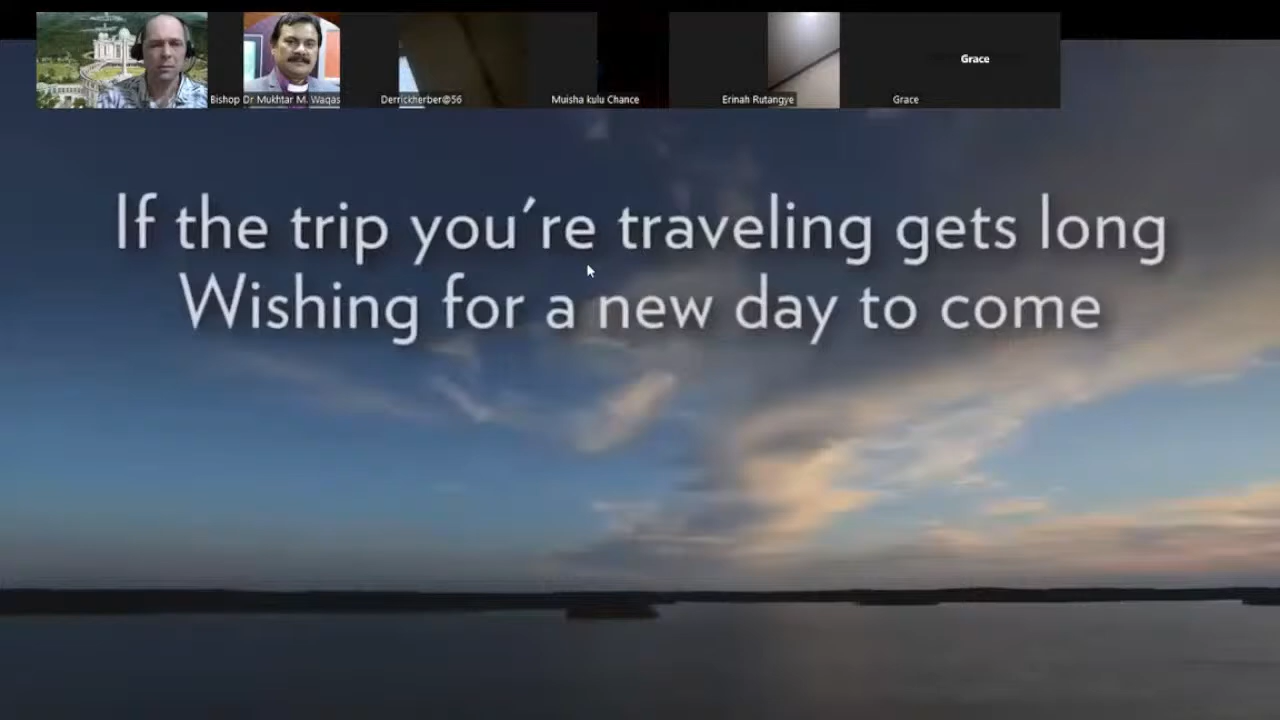 Grace
Bishop Dr Mukhtar M. Waqas
Derrickherber@56
Muisha kulu Chance
Erinah Rutangye
Grace
If the trip you're traveling gets long
Wishing for a new day to come